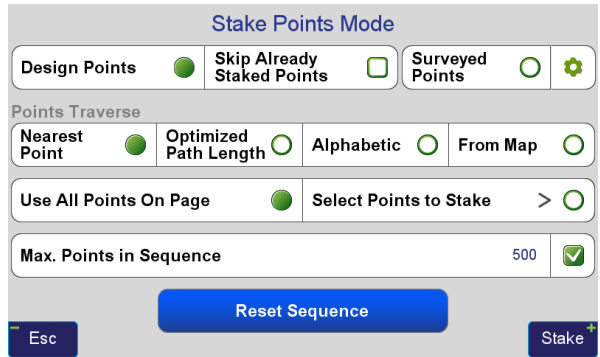 Stake Points Mode
Design Points
Skip Already
Staked Points
Surveyed
Points
Points Traverse
Nearest
Point
Optimized
Path Length
Alphabetic
From Map
Use All Points On Page
Select Points to Stake >
Max. Points in Sequence 500
Reset Sequence
- Esc
Stake +